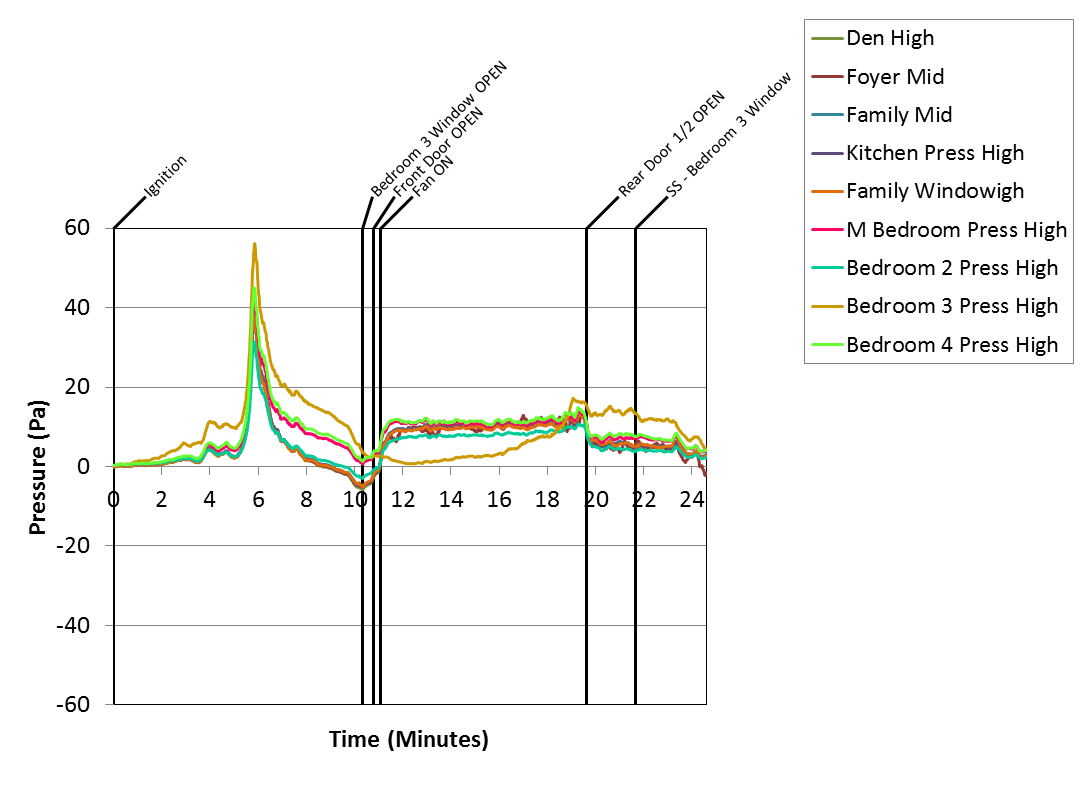 Den High
Foyer Mid
Family Mid
Kitchen Press High
Family Windowigh
M Bedroom Press High
Bedroom 2 Press High
Bedroom 3 Press High
Bedroom 4 Press High
Ignition
Bedroom 3 Window OPEN
Front Door OPEN
Fan ON
Rear Door 1/2 OPEN
SS - Bedroom 3 Window
60
40
20
0
-20
-40
-60
0 2 4 6 8 10 12 14 16 18 20 22 24
Pressure (Pa)
Time (Minutes)